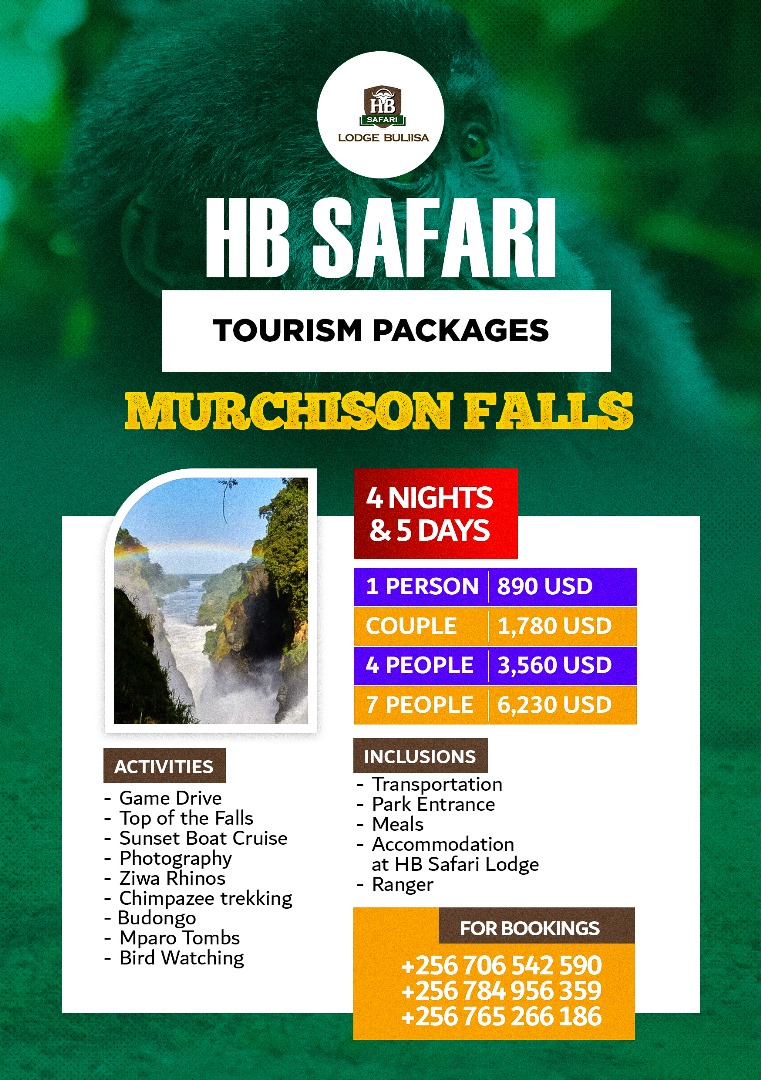 HB
SAFARI
LODGE BULIISA
HB SAFARI
TOURISM PACKAGES
MURCHISON FALLS
4 NIGHTS
& 5 DAYS
1 PERSON 890 USD
COUPLE 1,780 USD
4 PEOPLE 3,560 USD
7 PEOPLE 6,230 USD
ACTIVITIES
- Game Drive
- Top of the Falls
- Sunset Boat Cruise
- Photography
- Ziwa Rhinos
- Chimpazee trekking
- Budongo
- Mparo Tombs
- Bird Watching
INCLUSIONS
- Transportation
- Park Entrance
- Meals
- Accommodation
at HB Safari Lodge
- Ranger
FOR BOOKINGS
+256 706 542 590
+256 784 956 359
+256 765 266 186